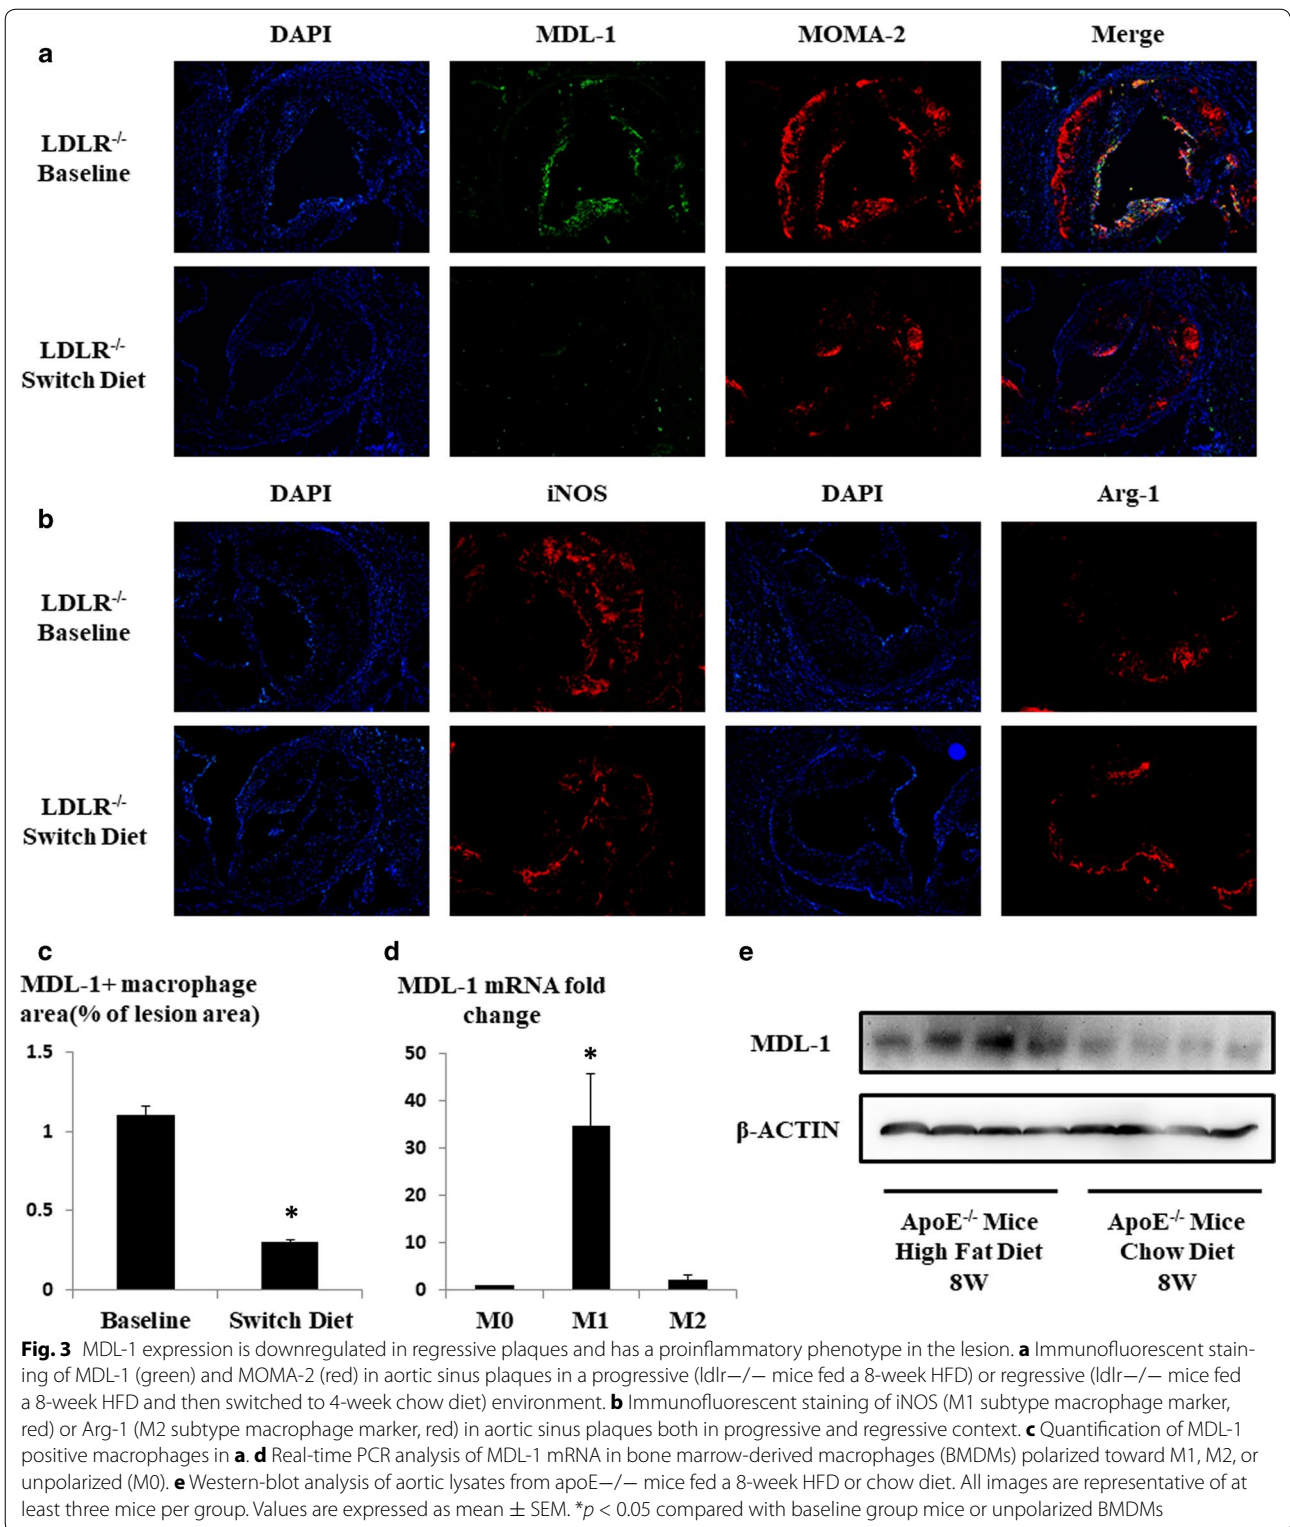 a
DAPI MDL-1 MOMA-2 Merge
LDLR-/-
Baseline
LDLR-/-
Switch Diet
b
DAPI iNOS DAPI Arg-1
LDLR-/-
Baseline
LDLR-/-
Switch Diet
c
MDL-1+ macrophage
area(% of lesion area)
1.5
1
0.5
0
*
Baseline Switch Diet
d
MDL-1 mRNA fold
change
50
40
30
20
10
0
*
M0 M1 M2
e
MDL-1
β-ACTIN
ApoE-/- Mice
High Fat Diet
8W
ApoE-/- Mice
Chow Diet
8W
Fig. 3 MDL-1 expression is downregulated in regressive plaques and has a proinflammatory phenotype in the lesion. a Immunofluorescent stain-
ing of MDL-1 (green) and MOMA-2 (red) in aortic sinus plaques in a progressive (ldlr−/− mice fed a 8-week HFD) or regressive (ldlr−/− mice fed
a 8-week HFD and then switched to 4-week chow diet) environment. b Immunofluorescent staining of iNOS (M1 subtype macrophage marker,
red) or Arg-1 (M2 subtype macrophage marker, red) in aortic sinus plaques both in progressive and regressive context. c Quantification of MDL-1
positive macrophages in a. d Real-time PCR analysis of MDL-1 mRNA in bone marrow-derived macrophages (BMDMs) polarized toward M1, M2, or
unpolarized (M0). e Western-blot analysis of aortic lysates from apoE−/− mice fed a 8-week HFD or chow diet. All images are representative of at
least three mice per group. Values are expressed as mean ± SEM. *p < 0.05 compared with baseline group mice or unpolarized BMDMs